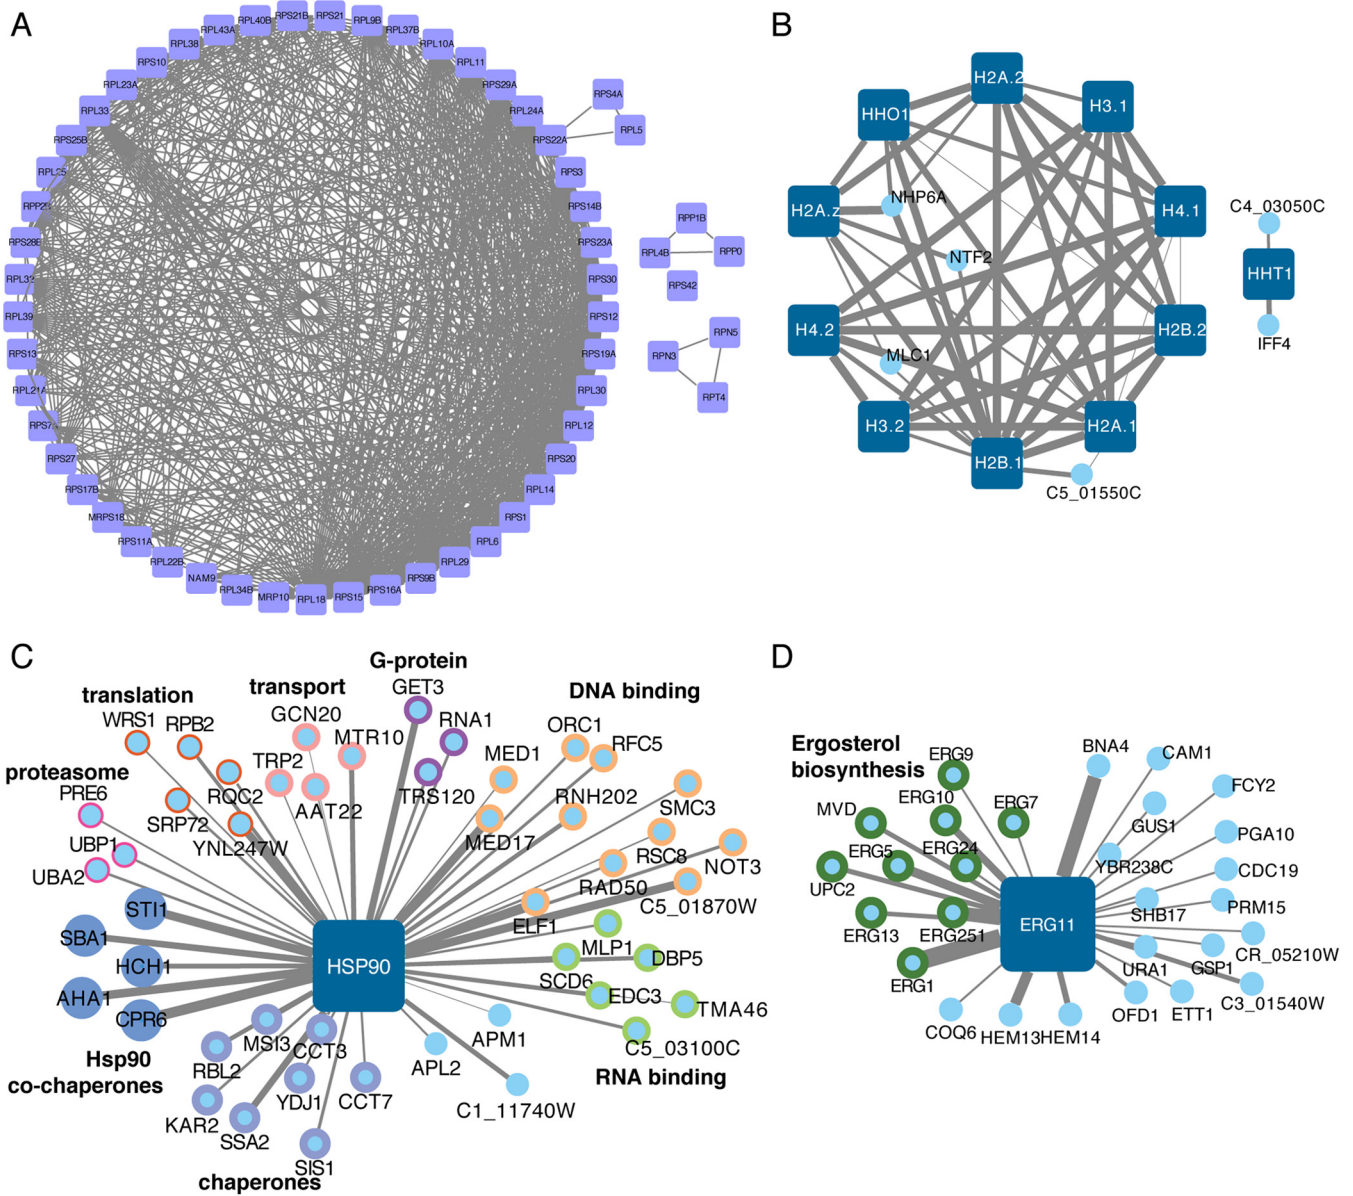 A
RPS21B
RPS21
RPL9B
RPL40B
RPL37B
RPL43A
RPL10A
RPL38
RPL11
RPS10
RPS29A
RPL23A
RPL24A
RPL33
RPS22A
RPS25B
RPS3
RPS14B
RPS28B
RPS23A
RPS30
RPL39
RPS12
RPS13
RPS19A
RPL21A
RPL30
RPL12
RPS27
RPS20
RPS17B
RPL14
MRPS18
RPS1
RPS11A
RPL6
RPL22B
RPL29
NAM9
RPS9B
RPL34B
RPS16A
MRP10
RPS15
RPL18
RPS4A
RPL5
RPP1B
RPL4B
RPP0
RPS42
RPN5
RPN3
RPT4
B
H2A.2
H3.1
HHO1
NHP6A
H2A.z
H4.1
NTF2
H4.2
H2B.2
MLC1
H3.2
H2A.1
H2B.1
C5_01550C
C4_03050C
HHT1
IFF4
C
G-protein
GET3
translation
transport
DNA binding
WRS1
RPB2
GCN20
RNA1
ORC1
MTR10
MED1
RFC5
proteasome
TRP2
PRE6
RQC2
TRS120
RNH202
SMC3
AAT22
SRP72
UBP1
YNL247W
MED17
RSC8
NOT3
UBA2
RAD50
STI1
C5_01870W
ELF1
SBA1
MLP1
DBP5
HCH1
HSP90
SCD6
AHA1
EDC3
TMA46
CPR6
MSI3
CCT3
APM1
C5_03100C
Hsp90
co-chaperones
RBL2
APL2
RNA binding
YDJ1
CCT7
C1_11740W
KAR2
SSA2
SIS1
chaperones
D
Ergosterol
biosynthesis
ERG9
BNA4
CAM1
FCY2
MVD
ERG10
ERG7
GUS1
PGA10
ERG5
ERG24
YBR238C
CDC19
UPC2
SHB17
PRM15
ERG11
ERG13
ERG251
CR_05210W
URA1
GSP1
ERG1
C3_01540W
COQ6
HEM13
HEM14
OFD1
ETT1